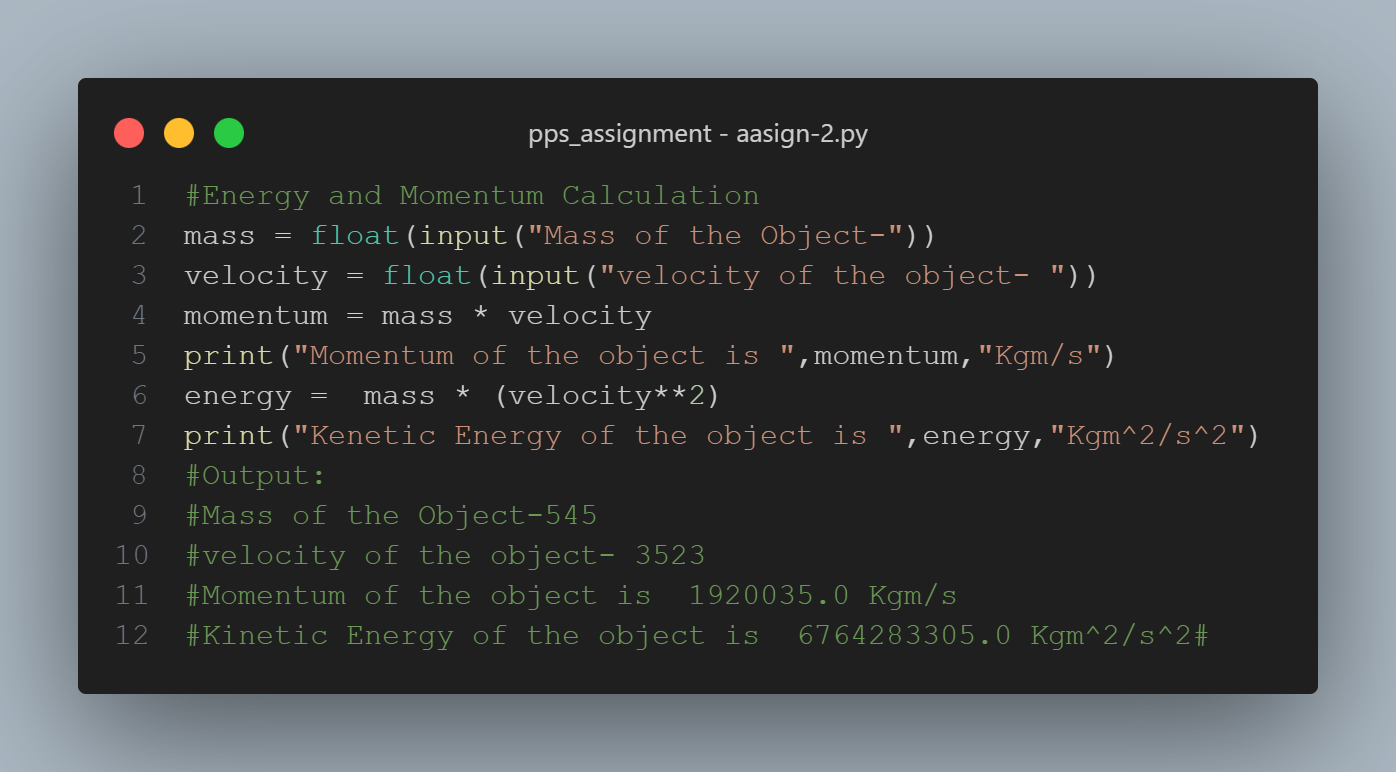 pps_assignment - aasign-2.py
1 #Energy and Momentum Calculation
2 mass = float(input("Mass of the Object-"))
3 velocity = float(input("velocity of the object- "))
4 momentum = mass * velocity
5 print("Momentum of the object is ",momentum,"Kgm/s")
6 energy =  mass * (velocity**2)
7 print("Kenetic Energy of the object is ",energy,"Kgm^2/s^2")
8 #Output:
9 #Mass of the Object-545
10 #velocity of the object- 3523
11 #Momentum of the object is  1920035.0 Kgm/s
12 #Kinetic Energy of the object is  6764283305.0 Kgm^2/s^2#